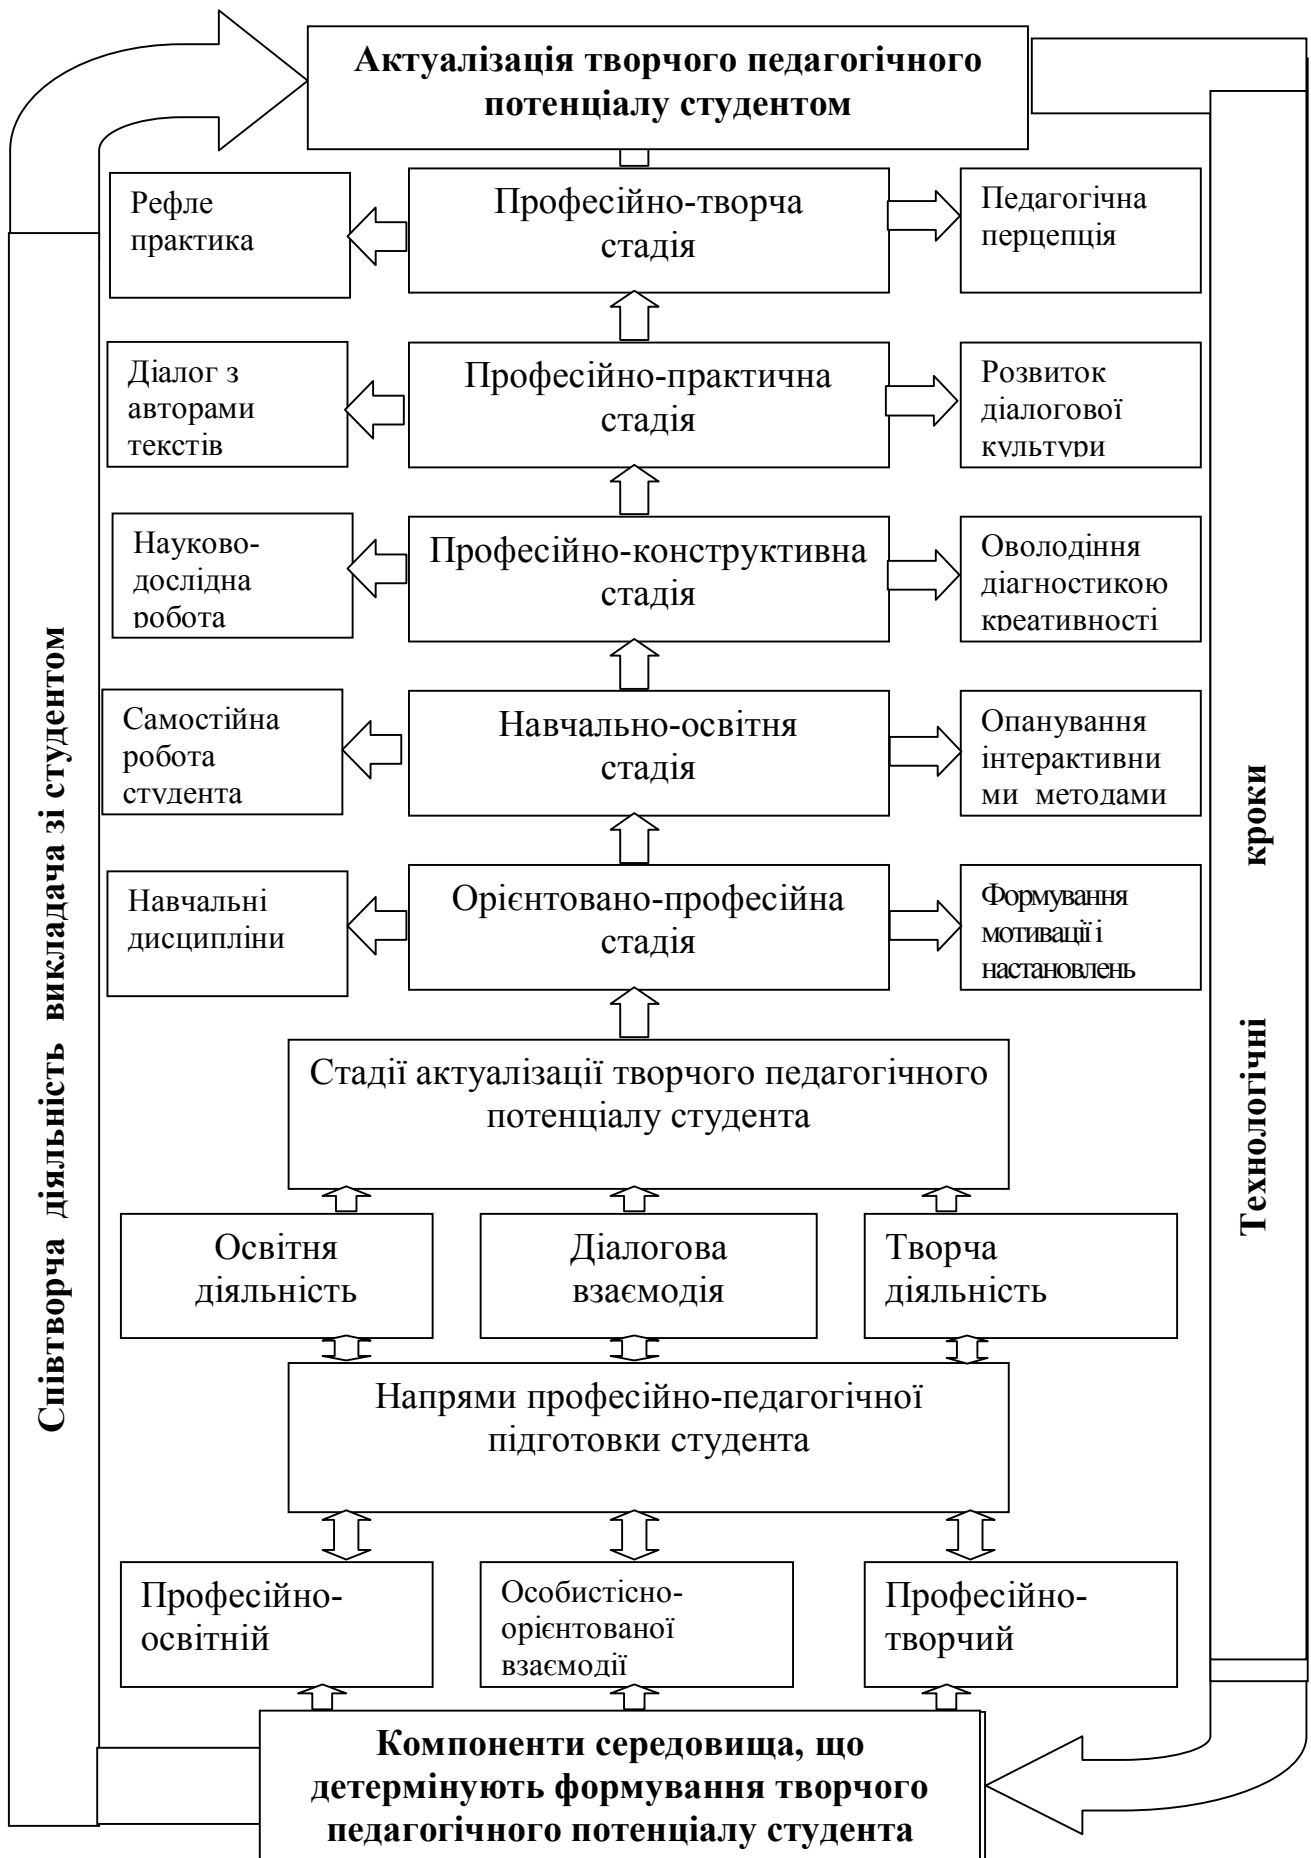 Актуалізація творчого педагогічного
потенціалу студентом
Рефле
практика
Професійно-творча
стадія
Педагогічна
перцепція
Діалог з
авторами
текстів
Професійно-практична
стадія
Розвиток
діалогової
культури
Науково-
дослідна
робота
Професійно-конструктивна
стадія
Оволодіння
діагностикою
креативності
Самостійна
робота
студента
Навчально-освітня
стадія
Опанування
інтерактивни
ми методами
Навчальні
дисципліни
Орієнтовано-професійна
стадія
Формування
мотивації і
настановлень
Стадії актуалізації творчого педагогічного
потенціалу студента
Освітня
діяльність
Діалогова
взаємодія
Творча
діяльність
Напрями професійно-педагогічної
підготовки студента
Професійно-
освітній
Особистісно-
орієнтованої
взаємодії
Професійно-
творчий
Компоненти середовища, що
детермінують формування творчого
педагогічного потенціалу студента
Співтворча діяльність викладача зі студентом
Технологічні кроки